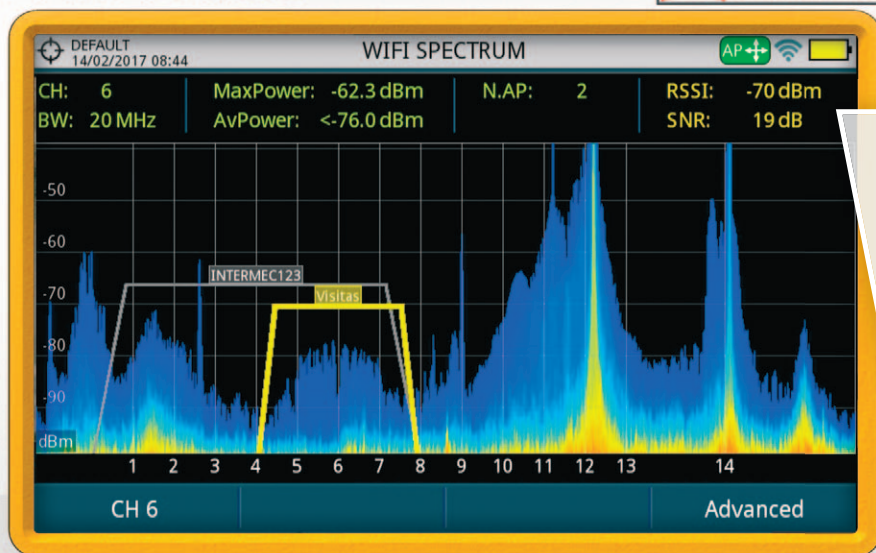 DEFAULT
14/02/2017 08:44
WIFI SPECTRUM
AP
CH: 6
MaxPower: -62.3 dBm
N.AP: 2
RSSI: -70 dBm
BW: 20 MHz
AvPower: <-76.0 dBm
SNR: 19 dB
-50
-60
INTERMEC123
-70
Visitas
-80
-90
dBm
1 2 3 4 5 6 7 8 9 10 11 12 13 14
CH 6
Advanced